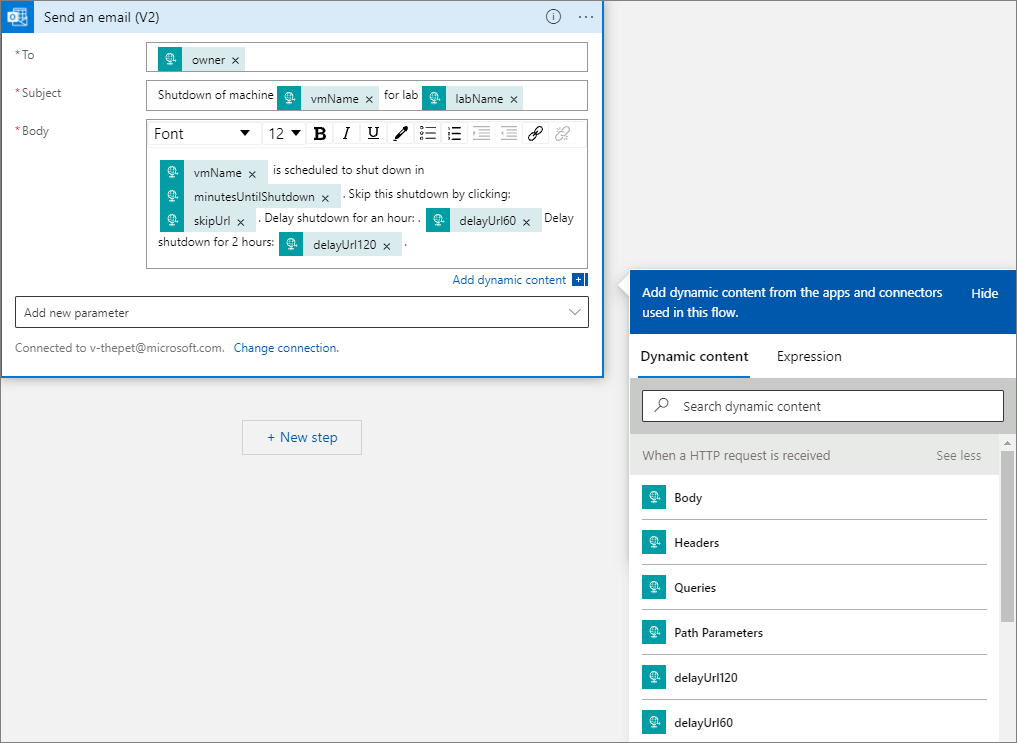 Send an email (V2)
* To
owner ×
* Subject
Shutdown of machine vmName × for lab labName ×
* Body
Font 12 B I U
vmName × is scheduled to shut down in
minutesUntilShutdown × . Skip this shutdown by clicking:
skipUrl × . Delay shutdown for an hour: . delayUrl60 × Delay
shutdown for 2 hours: delayUrl120 × .
Add dynamic content +
Add new parameter
Connected to v-thepet@microsoft.com. Change connection.
+ New step
Add dynamic content from the apps and connectors
used in this flow.
Hide
Dynamic content Expression
Search dynamic content
When a HTTP request is received See less
Body
Headers
Queries
Path Parameters
delayUrl120
delayUrl60